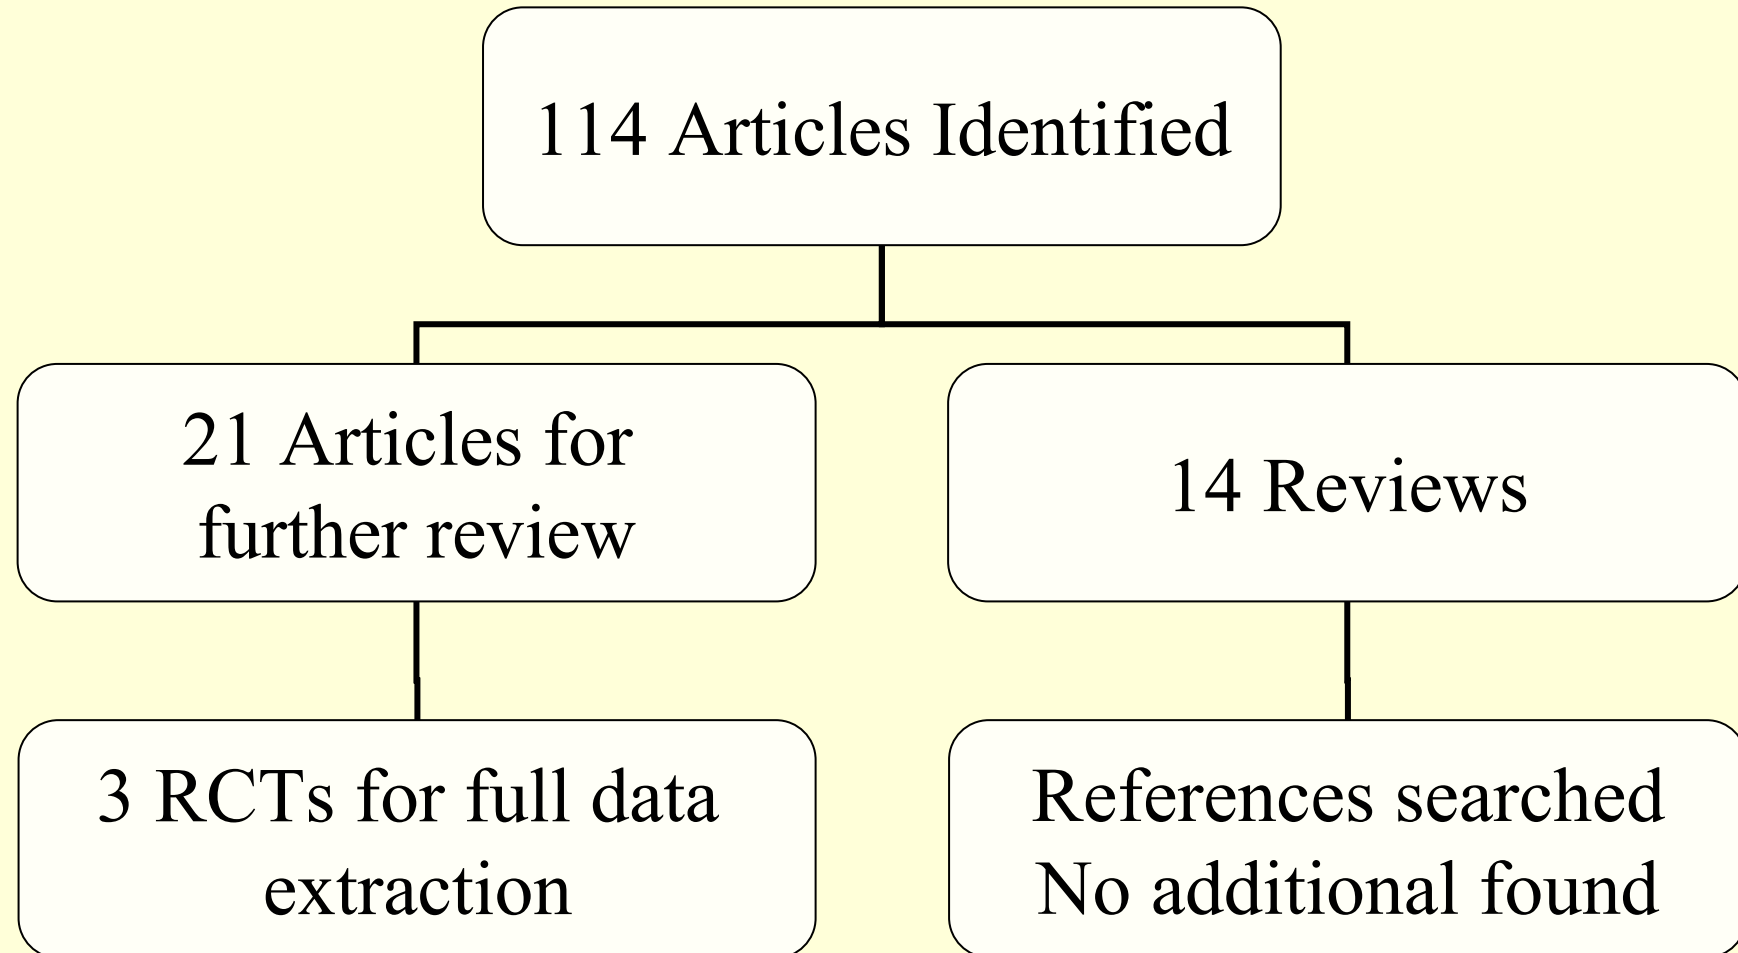 114 Articles Identified
21 Articles for
further review
14 Reviews
3 RCTs for full data
extraction
References searched
No additional found